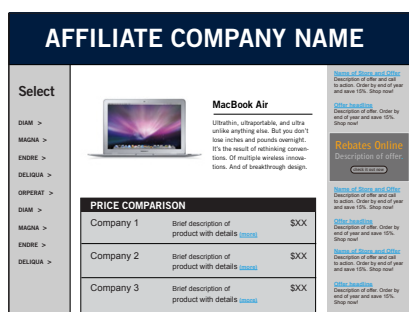 AFFILIATE COMPANY NAME
Select
DIAM >
MAGNA >
ENDRE >
DELIQUA >
ORPERAT >
DIAM >
MAGNA >
ENDRE >
DELIQUA >
MacBook Air
Ultrathin, ultraportable, and ultra
unlike anything else. But you don't
lose inches and pounds overnight.
It's the result of rethinking conven-
tions. Of multiple wireless innova-
tions. And of breakthrough design.
PRICE COMPARISON
Company 1 Brief description of $XX
product with details (more)
Company 2 Brief description of $XX
product with details (more)
Company 3 Brief description of $XX
product with details (more)
Name of Store and Offer
Description of offer and call
to action. Order by end of year
and save 15%. Shop now!
Offer headline
Description of offer. Order by
end of year and save 15%.
Shop now!
Rebates Online
Description of offer.
check it out now
Name of Store and Offer
Description of offer and call
to action. Order by end of year
and save 15%. Shop now!
Offer headline
Description of offer. Order by
end of year and save 15%.
Shop now!
Name of Store and Offer
Description of offer and call
to action. Order by end of year
and save 15%. Shop now!
Offer headline
Description of offer. Order by
end of year and save 15%.
Shop now!